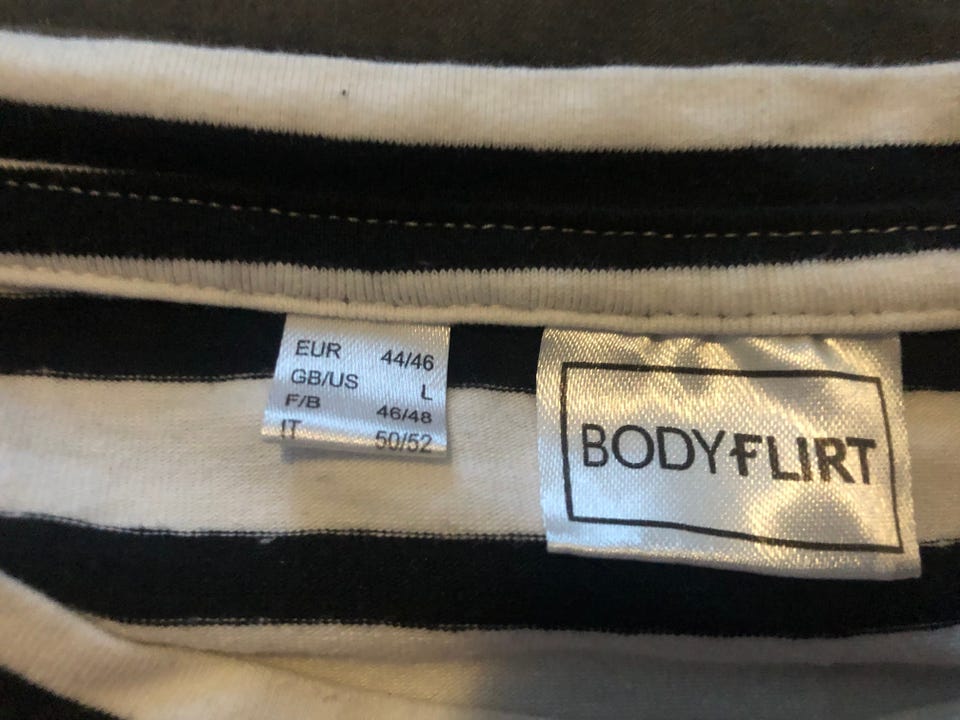 EUR 44/46
GB/US L
F/B 46/48
IT 50/52
BODYFLIRT